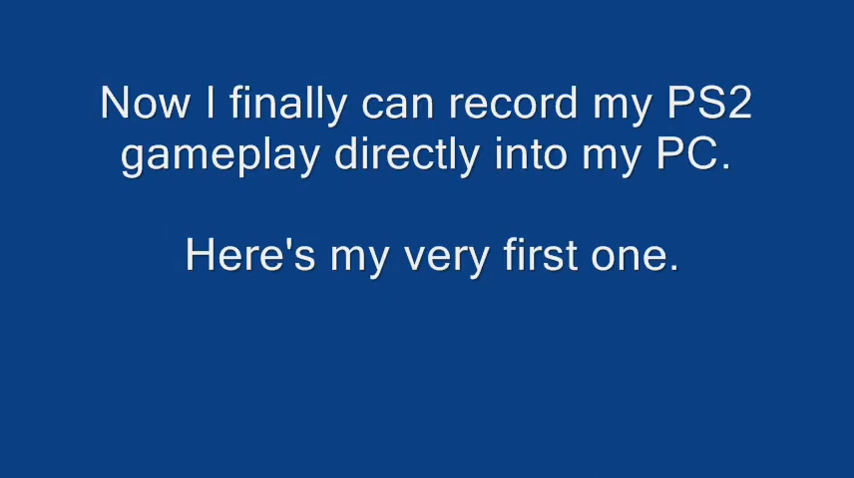 Now I finally can record my PS2
gameplay directly into my PC.
Here's my very first one.